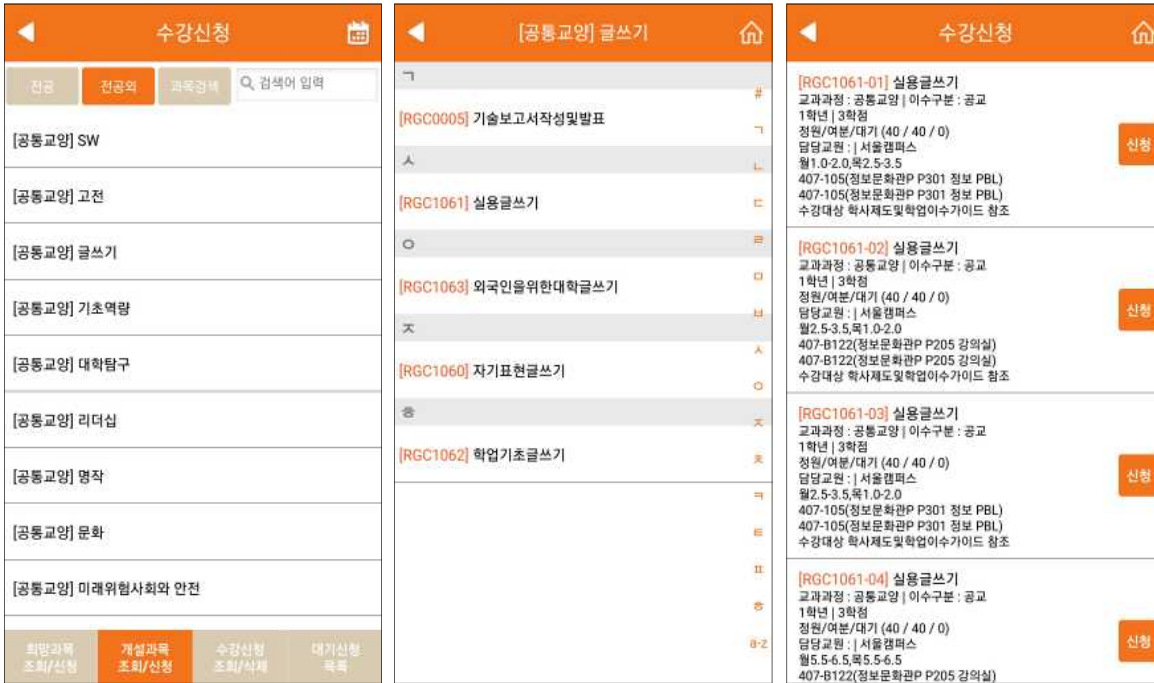 수강신청
전공
전공외
과목검색
검색어 입력
[공통교양] SW
[공통교양] 고전
[공통교양] 글쓰기
[공통교양] 기초역량
[공통교양] 대학탐구
[공통교양] 리더십
[공통교양] 명작
[공통교양] 문화
[공통교양] 미래위험사회와 안전
희망과목
조회/신청
개설과목
조회/신청
수강신청
조회/삭제
대기신청
목록
[공통교양] 글쓰기
ㄱ
[RGC0005] 기술보고서작성및발표
ㅅ
[RGC1061] 실용글쓰기
ㅇ
[RGC1063] 외국인을위한대학글쓰기
ㅈ
[RGC1060] 자기표현글쓰기
ㅎ
[RGC1062] 학업기초글쓰기
#
ㄱ
ㄴ
ㄷ
ㄹ
ㅁ
ㅂ
ㅅ
ㅇ
ㅈ
ㅊ
ㅋ
ㅌ
ㅍ
ㅎ
a-z
수강신청
[RGC1061-01] 실용글쓰기
교과과정 : 공통교양 | 이수구분 : 공교
1학년 | 3학점
정원/여분/대기 (40 / 40 / 0)
담당교원 : | 서울캠퍼스
월1.0-2.0,목2.5-3.5
407-105(정보문화관P P301 정보 PBL)
407-105(정보문화관P P301 정보 PBL)
수강대상 학사제도및학업이수가이드 참조
신청
[RGC1061-02] 실용글쓰기
교과과정 : 공통교양 | 이수구분 : 공교
1학년 | 3학점
정원/여분/대기 (40 / 40 / 0)
담당교원 : | 서울캠퍼스
월2.5-3.5,목1.0-2.0
407-B122(정보문화관P P205 강의실)
407-B122(정보문화관P P205 강의실)
수강대상 학사제도및학업이수가이드 참조
신청
[RGC1061-03] 실용글쓰기
교과과정 : 공통교양 | 이수구분 : 공교
1학년 | 3학점
정원/여분/대기 (40 / 40 / 0)
담당교원 : | 서울캠퍼스
월2.5-3.5,목1.0-2.0
407-105(정보문화관P P301 정보 PBL)
407-105(정보문화관P P301 정보 PBL)
수강대상 학사제도및학업이수가이드 참조
신청
[RGC1061-04] 실용글쓰기
교과과정 : 공통교양 | 이수구분 : 공교
1학년 | 3학점
정원/여분/대기 (40 / 40 / 0)
담당교원 : | 서울캠퍼스
월5.5-6.5,목5.5-6.5
407-B122(정보문화관P P205 강의실)
신청